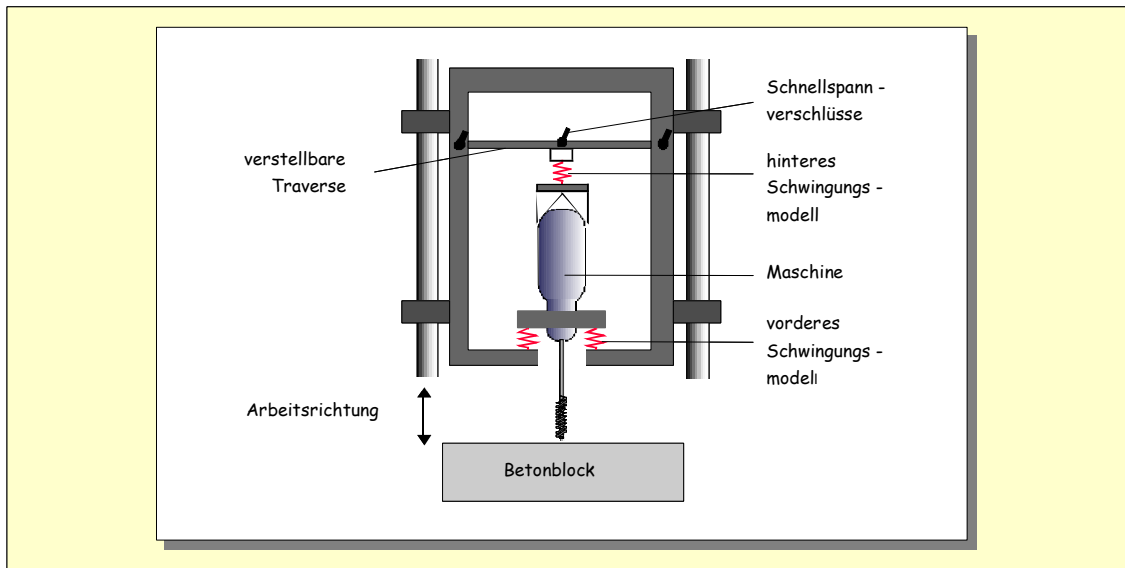 Schnellspann -
verschlüsse
verstellbare
Traverse
hinteres
Schwingungs -
modell
Maschine
vorderes
Schwingungs -
modell
Arbeitsrichtung
Betonblock